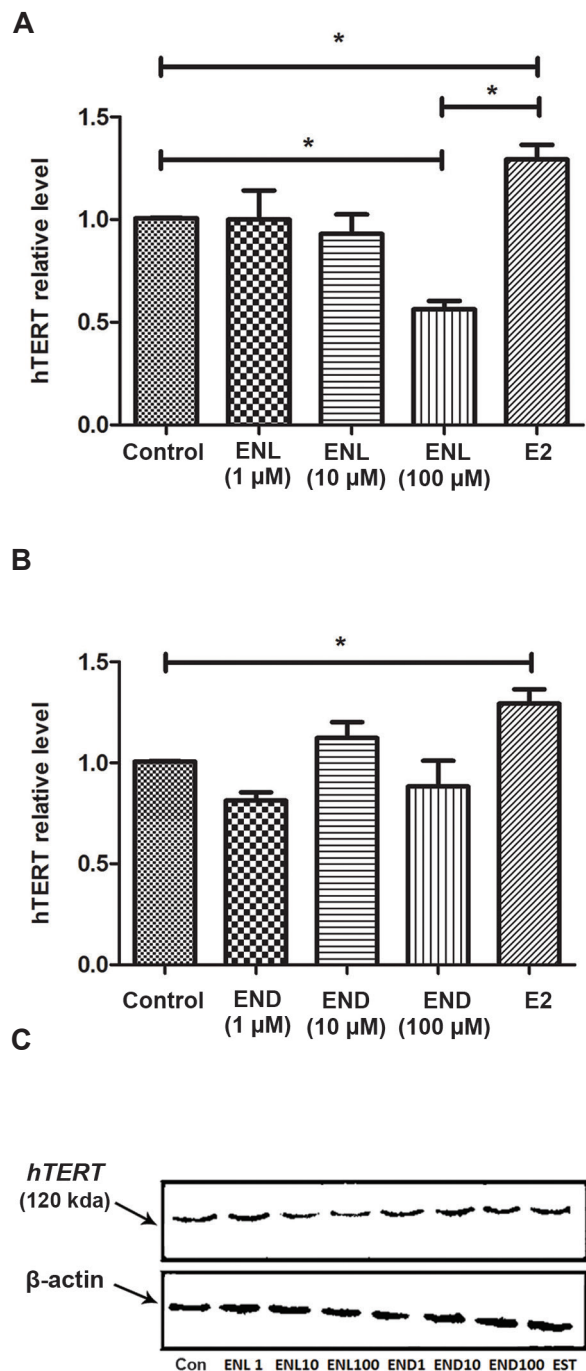 A
*
*
*
hTERT relative level
1.5
1.0
0.5
0.0
Control ENL ENL ENL E2
(1 µM) (10 µM) (100 µM)
B
*
hTERT relative level
1.5
1.0
0.5
0.0
Control END END END E2
(1 µM) (10 µM) (100 µM)
C
hTERT
(120 kda)
β-actin
Con ENL 1 ENL10 ENL100 END1 END10 END100 EST